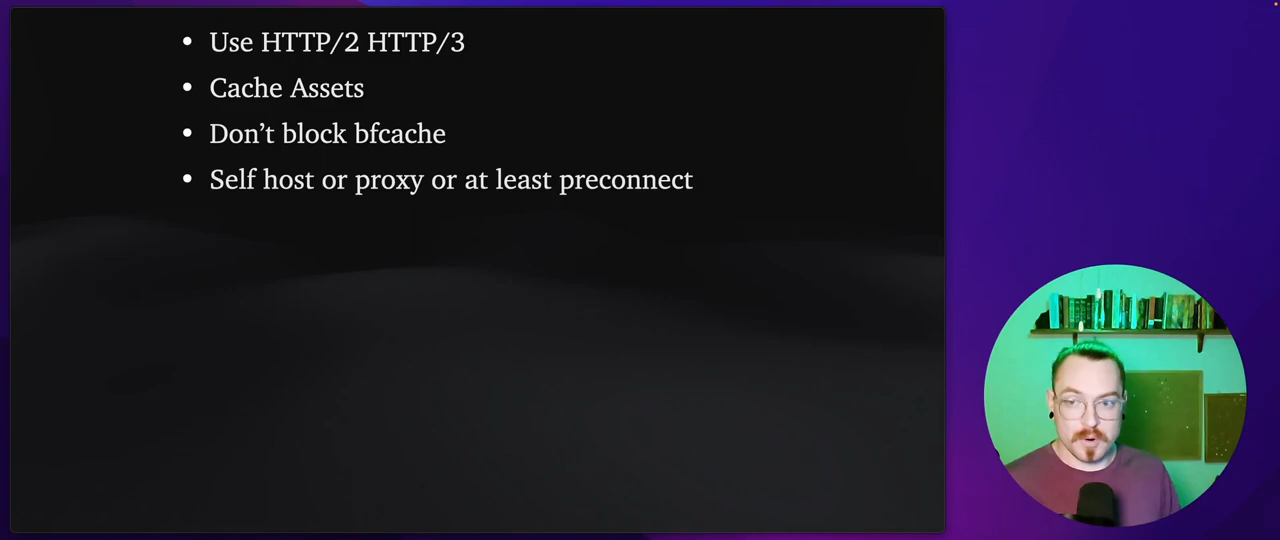 • Use HTTP/2 HTTP/3
• Cache Assets
• Don’t block bfcache
• Self host or proxy or at least preconnect